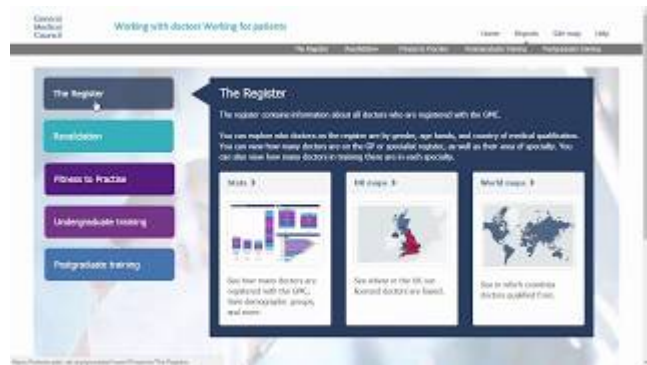 General
Medical
Council
Working with doctors Working for patients
Home Reports Site map Help
The Register Revalidation Fitness to Practise Undergraduate training Postgraduate training
The Register
Revalidation
Fitness to Practise
Undergraduate training
Postgraduate training
The Register
The register contains information about all doctors who are registered with the GMC.
You can explore who doctors on the register are by gender, age bands, and country of medical qualification.
You can view how many doctors are on the GP or specialist register, as well as their area of specialty. You
can also view how many doctors in training there are in each specialty.
Stats
UK maps
World maps
See how many doctors are
registered with the GMC,
their demographic groups,
and more.
See where in the UK our
licensed doctors are found.
See in which countries
doctors qualified from.